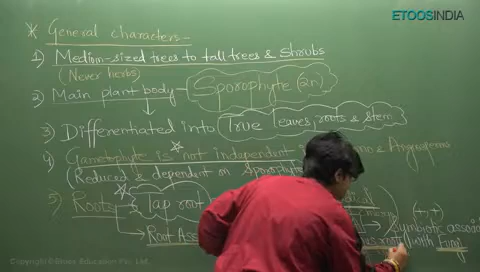 ETOOSINDIA
* General characters -
1) Medium-sized trees to tall trees & Shrubs
(Never herbs)
2) Main plant body - Sporophyte (2n)
3) Differentiated into True leaves, roots & stem
4) Gametophyte is not independent in & Angiosperms
(Reduced & dependent on Sporophyte)
5) Roots Tap root (+,+)
Root Symbiotic
with Fungi
Copyright © Etoos Education Pvt. Ltd.